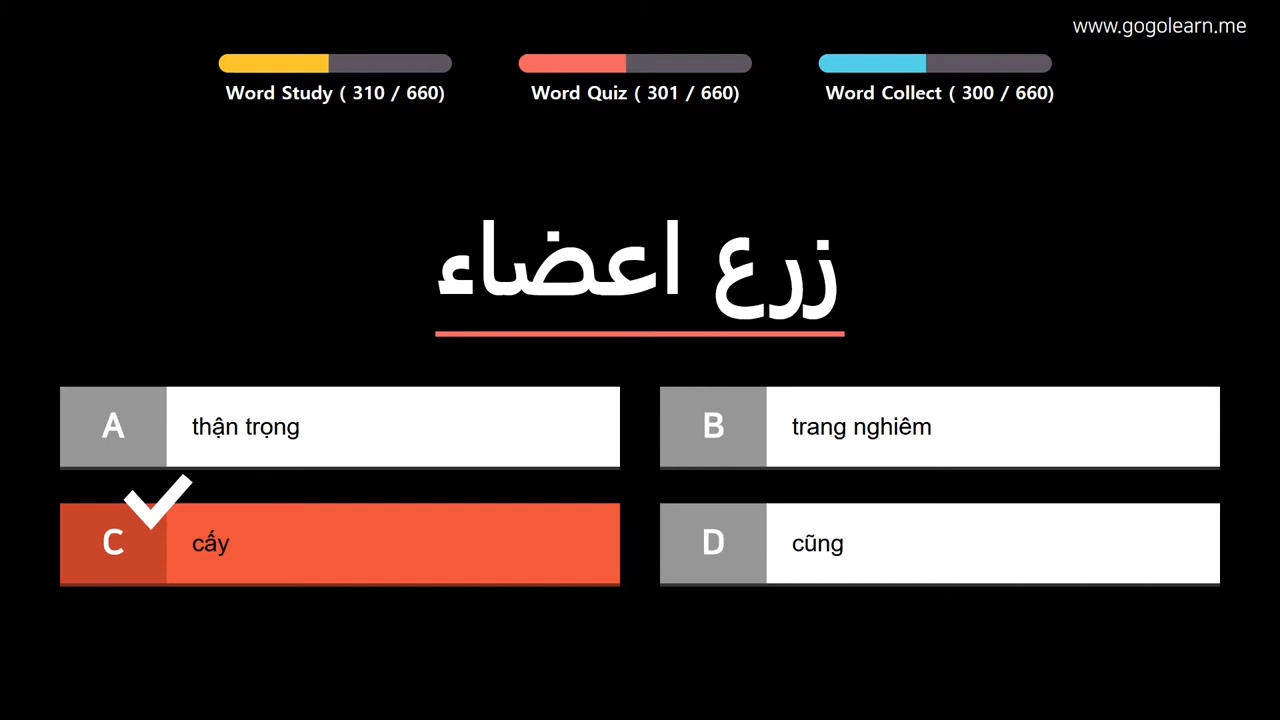 www.gogolearn.me
Word Study ( 310 / 660)
Word Quiz ( 301 / 660)
Word Collect ( 300 / 660)
زرع اعضاء
A
thận trọng
B
trang nghiêm
C
cấy
D
cũng